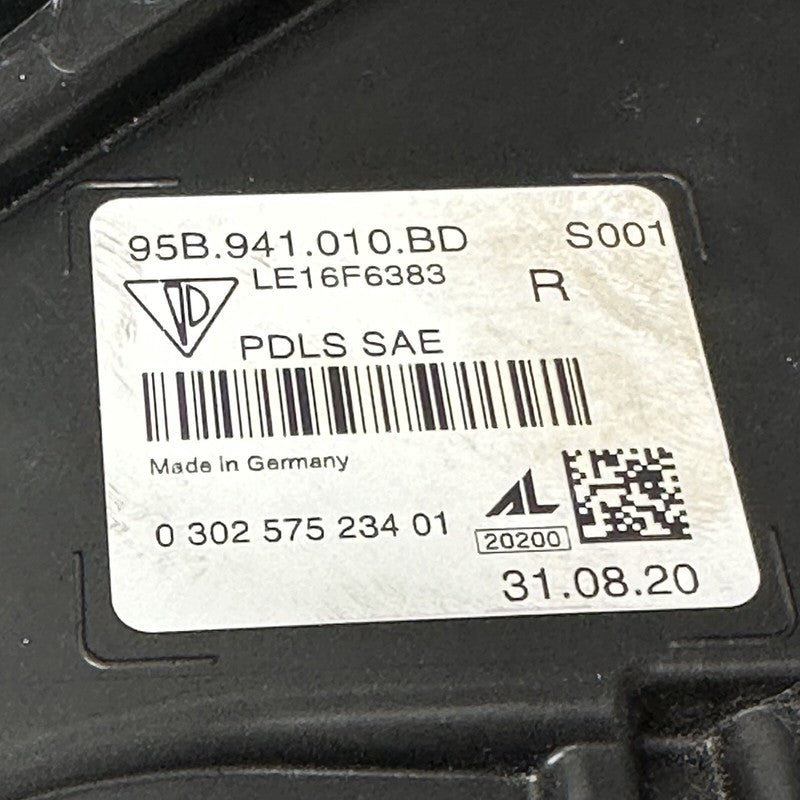 95B.941.010.BD S001
LE16F6383 R
PDLS SAE
Made in Germany
AL
0 302 575 234 01 20200
31.08.20